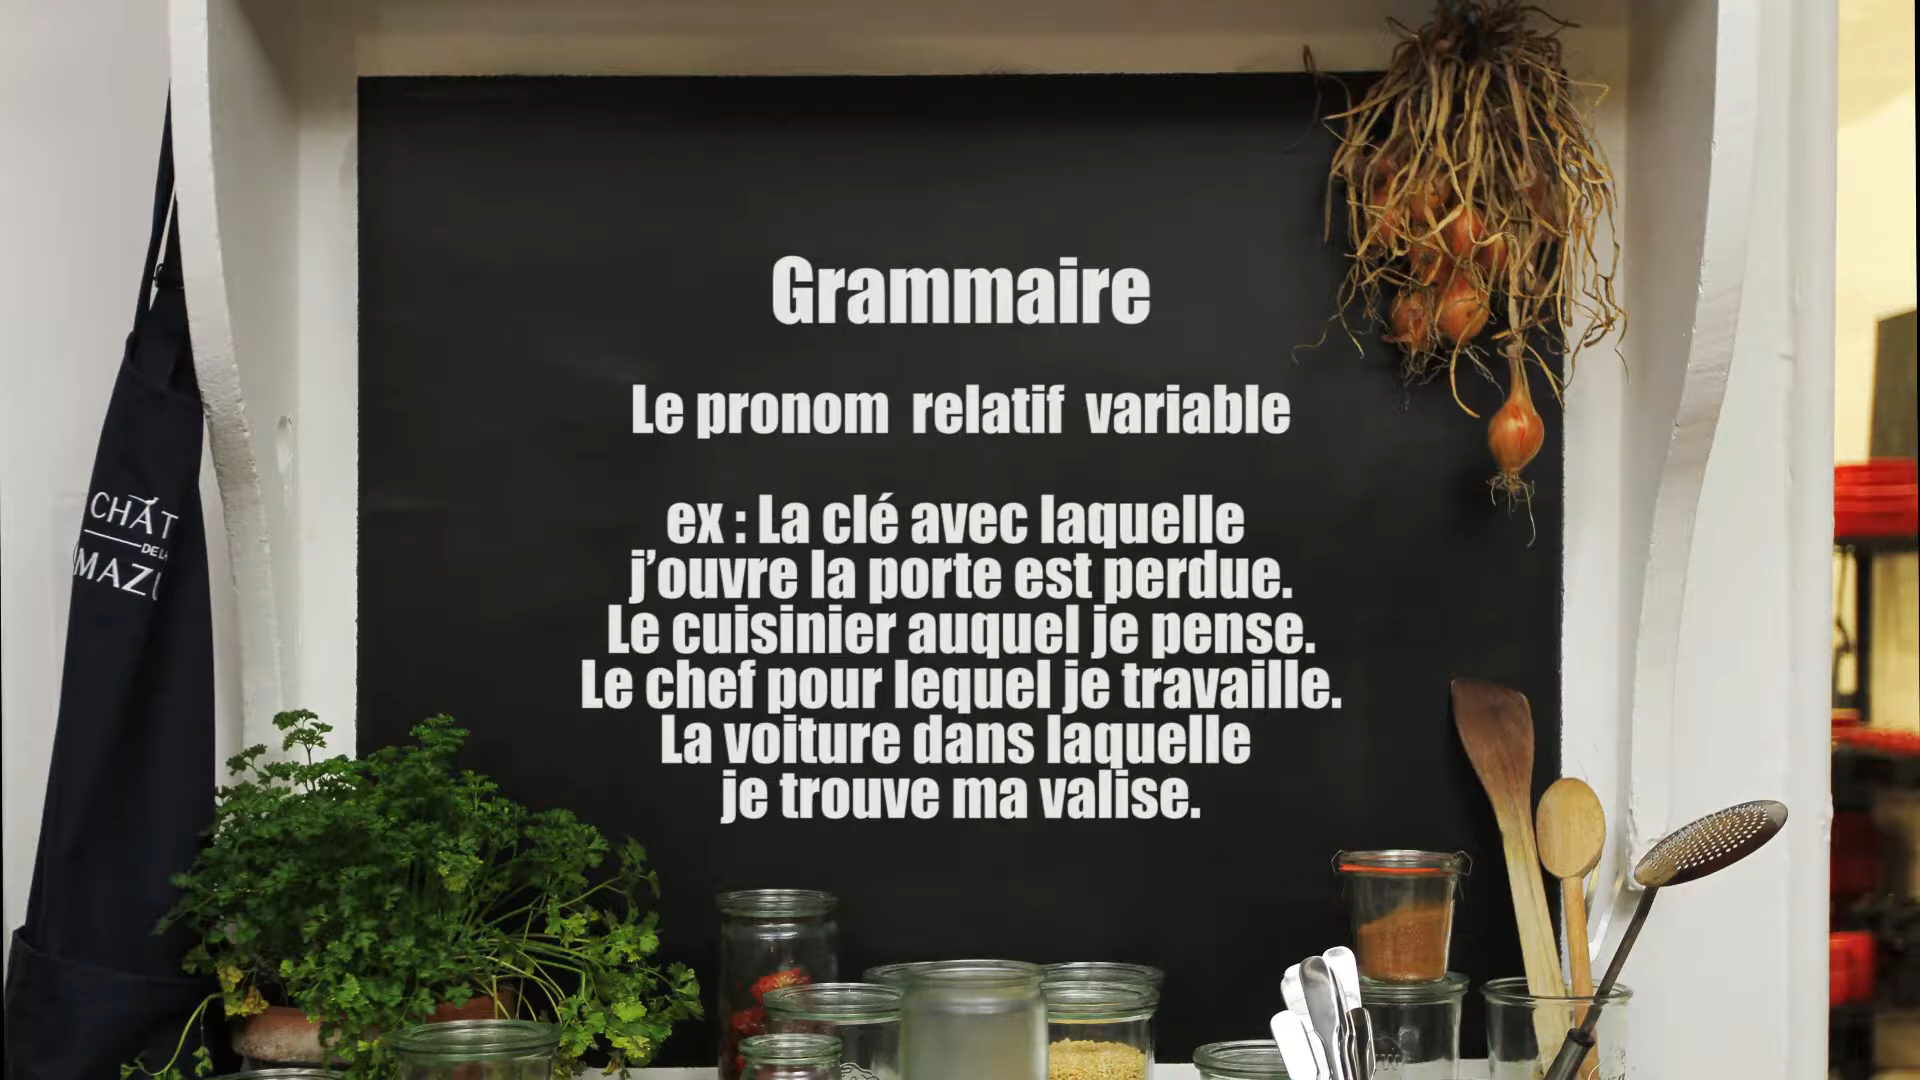 Grammaire
Le pronom relatif variable
ex : La clé avec laquelle
j’ouvre la porte est perdue.
Le cuisinier auquel je pense.
Le chef pour lequel je travaille.
La voiture dans laquelle
je trouve ma valise.
CHÂT
DE LA
MAZU